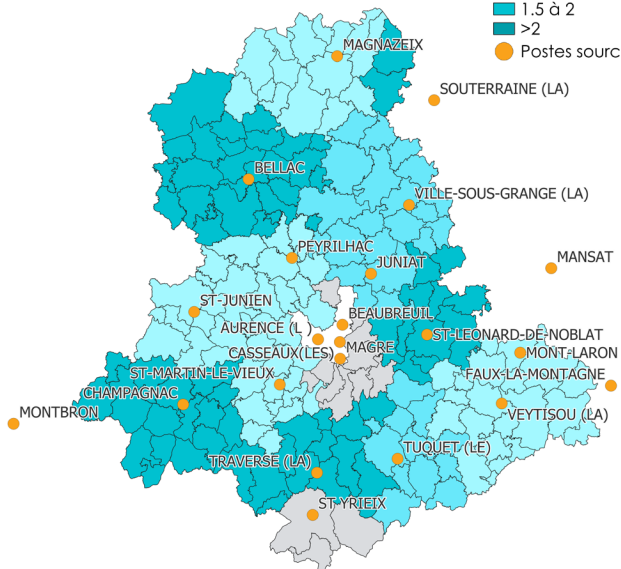 1.5 à 2
>2
Postes sourc
MAGNAZEIX
SOUTERRAINE (LA)
BELLAC
VILLE-SOUS-GRANGE (LA)
PEYRILHAC
JUNIAT
MANSAT
ST-JUNIEN
BEAUBREUIL
AURENCE (L )
ST-LEONARD-DE-NOBLAT
CASSEAUX(LES)
MAGRE
MONT-LARON
ST-MARTIN-LE-VIEUX
FAUX-LA-MONTAGNE
CHAMPAGNAC
MONTBRON
VEYTISOU (LA)
TUQUET (LE)
TRAVERSE (LA)
ST YRIEIX